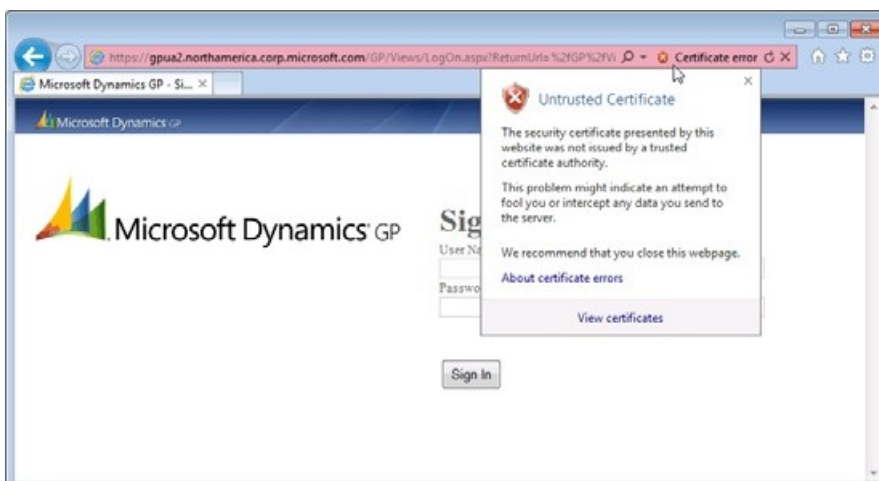 https://gpua2.northamerica.corp.microsoft.com/GP/Views/LogOn.aspx?ReturnUrl=%2fGP%2fVi
Certificate error
Microsoft Dynamics GP - Si...
Microsoft Dynamics GP
Untrusted Certificate
The security certificate presented by this
website was not issued by a trusted
certificate authority.
This problem might indicate an attempt to
fool you or intercept any data you send to
the server.
We recommend that you close this webpage.
About certificate errors
View certificates
Microsoft Dynamics GP
Sig
User Na
Passwo
Sign In